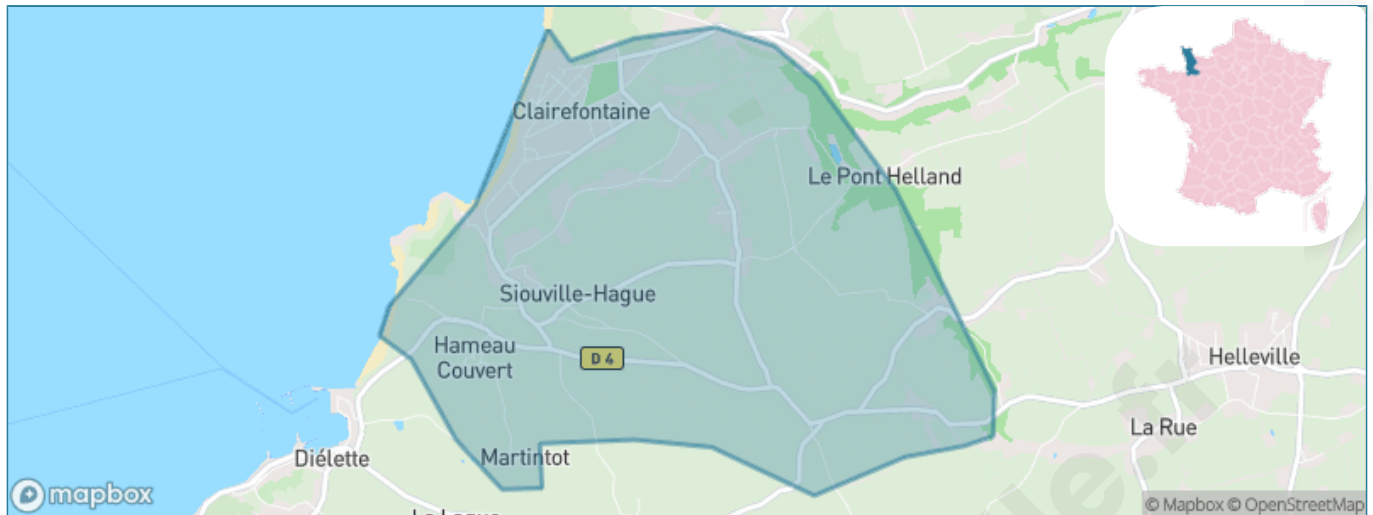 Clairefontaine
Le Pont Helland
Siouville-Hague
Hameau
Couvert
D 4
Helleville
La Rue
Diélette
Martintot
mapbox
© Mapbox © OpenStreetMap